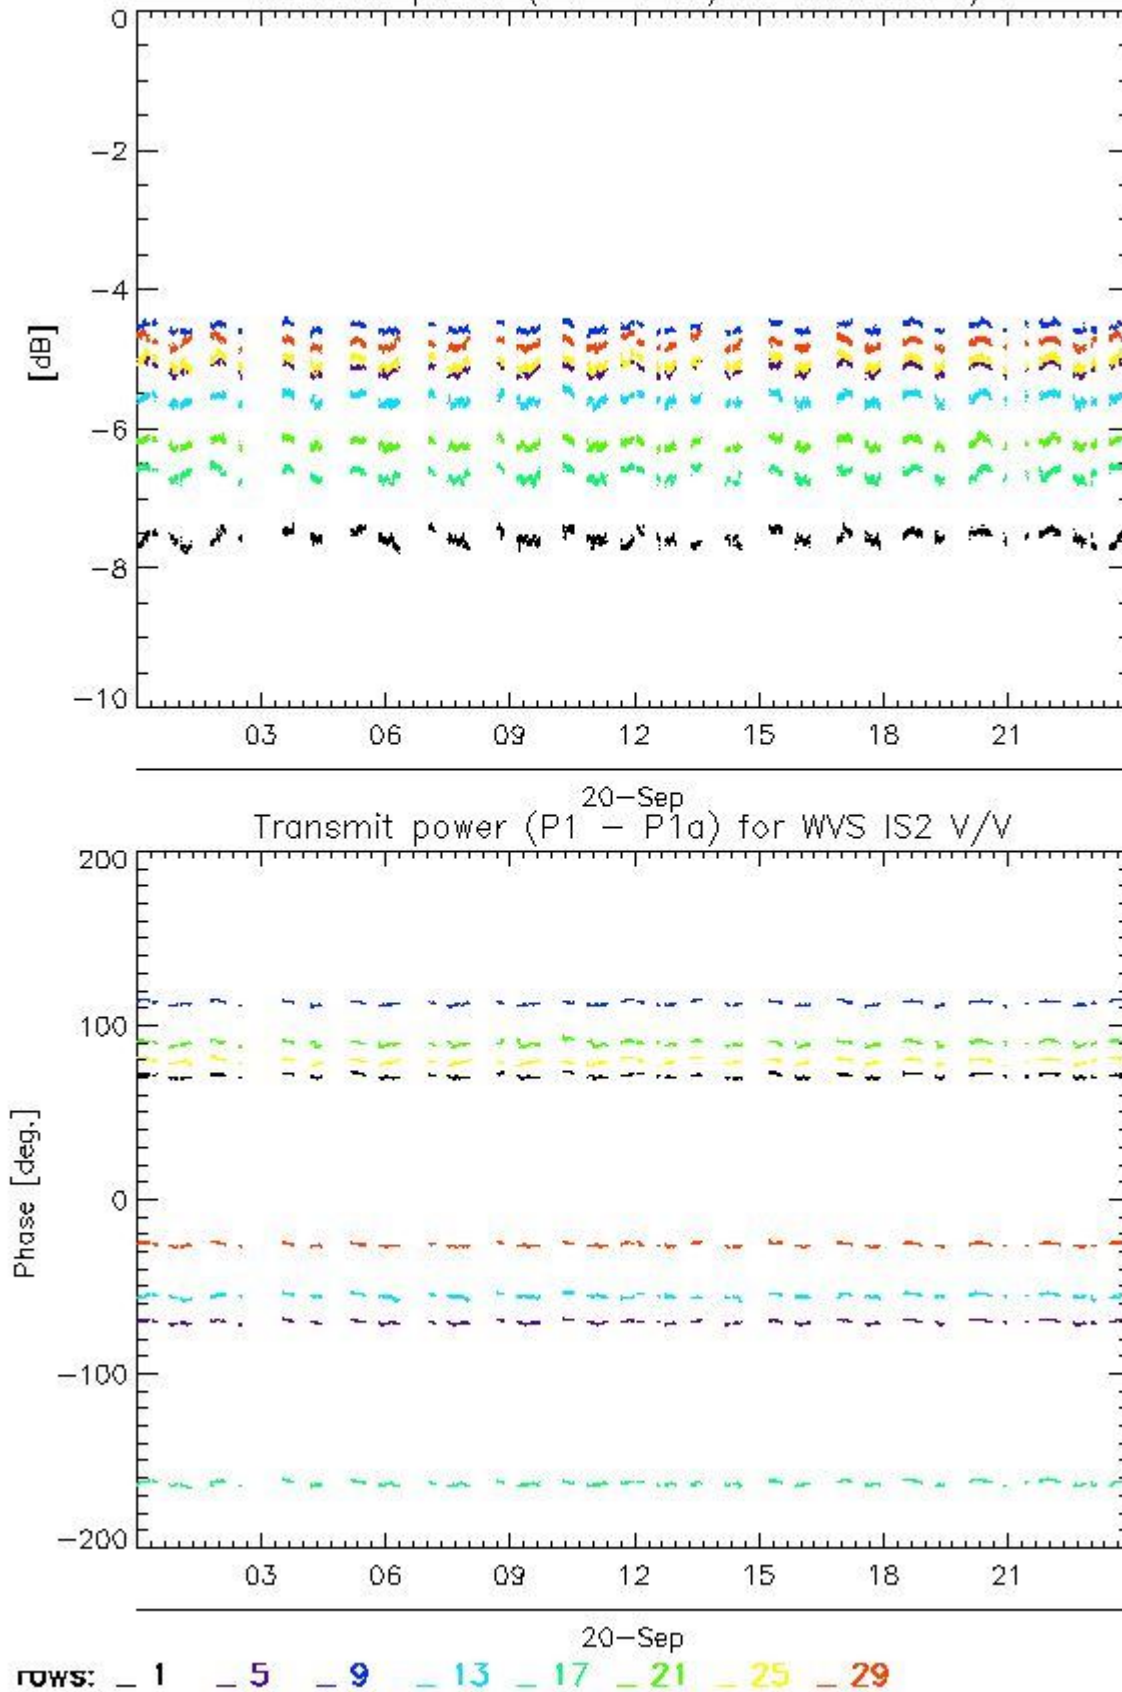 0
−2
−4
[dB]
−6
−8
−10
03 06 09 12 15 18 21
20−Sep
Transmit power (P1 − P1a) for WVS IS2 V/V
200
100
Phase [deg.]
0
−100
−200
03 06 09 12 15 18 21
20−Sep
rows: _ 1 _ 5 _ 9 _ 13 _ 17 _ 21 _ 25 _ 29